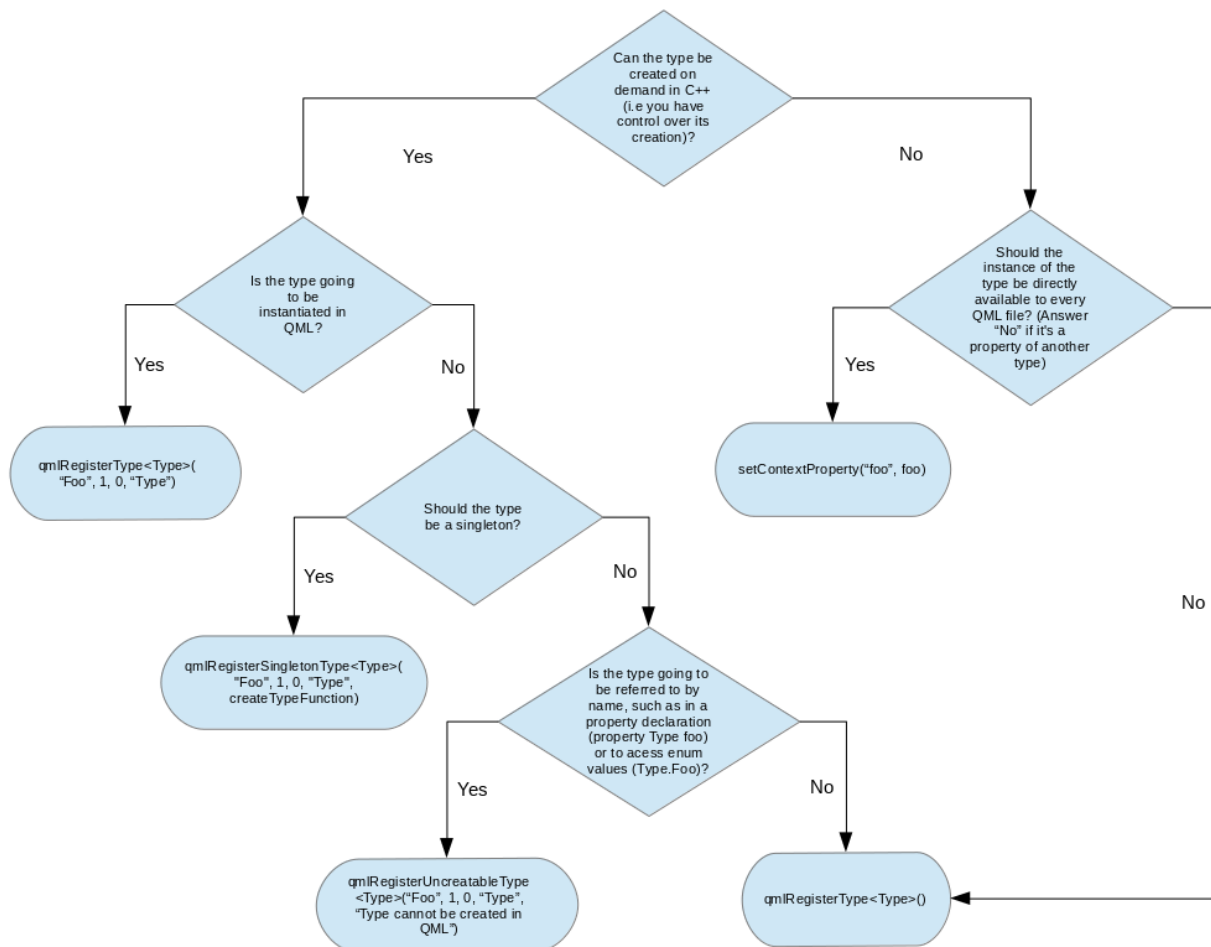 Can the type be
created on
demand in C++
(i.e you have
control over its
creation)?
Yes
No
Is the type going
to be
instantiated in
QML?
Should the
instance of the
type be directly
available to every
QML file? (Answer
“No” if it's a
property of another
type)
Yes
No
Yes
qmlRegisterType<Type>(
“Foo”, 1, 0, “Type”)
setContextProperty(“foo”, foo)
Should the type
be a singleton?
Yes
No
No
qmlRegisterSingletonType<Type>(
"Foo", 1, 0, "Type",
createTypeFunction)
Is the type going to
be referred to by
name, such as in a
property declaration
(property Type foo)
or to acess enum
values (Type.Foo)?
Yes
No
qmlRegisterUncreatableType
<Type>(“Foo”, 1, 0, “Type”,
“Type cannot be created in
QML”)
qmlRegisterType<Type>()